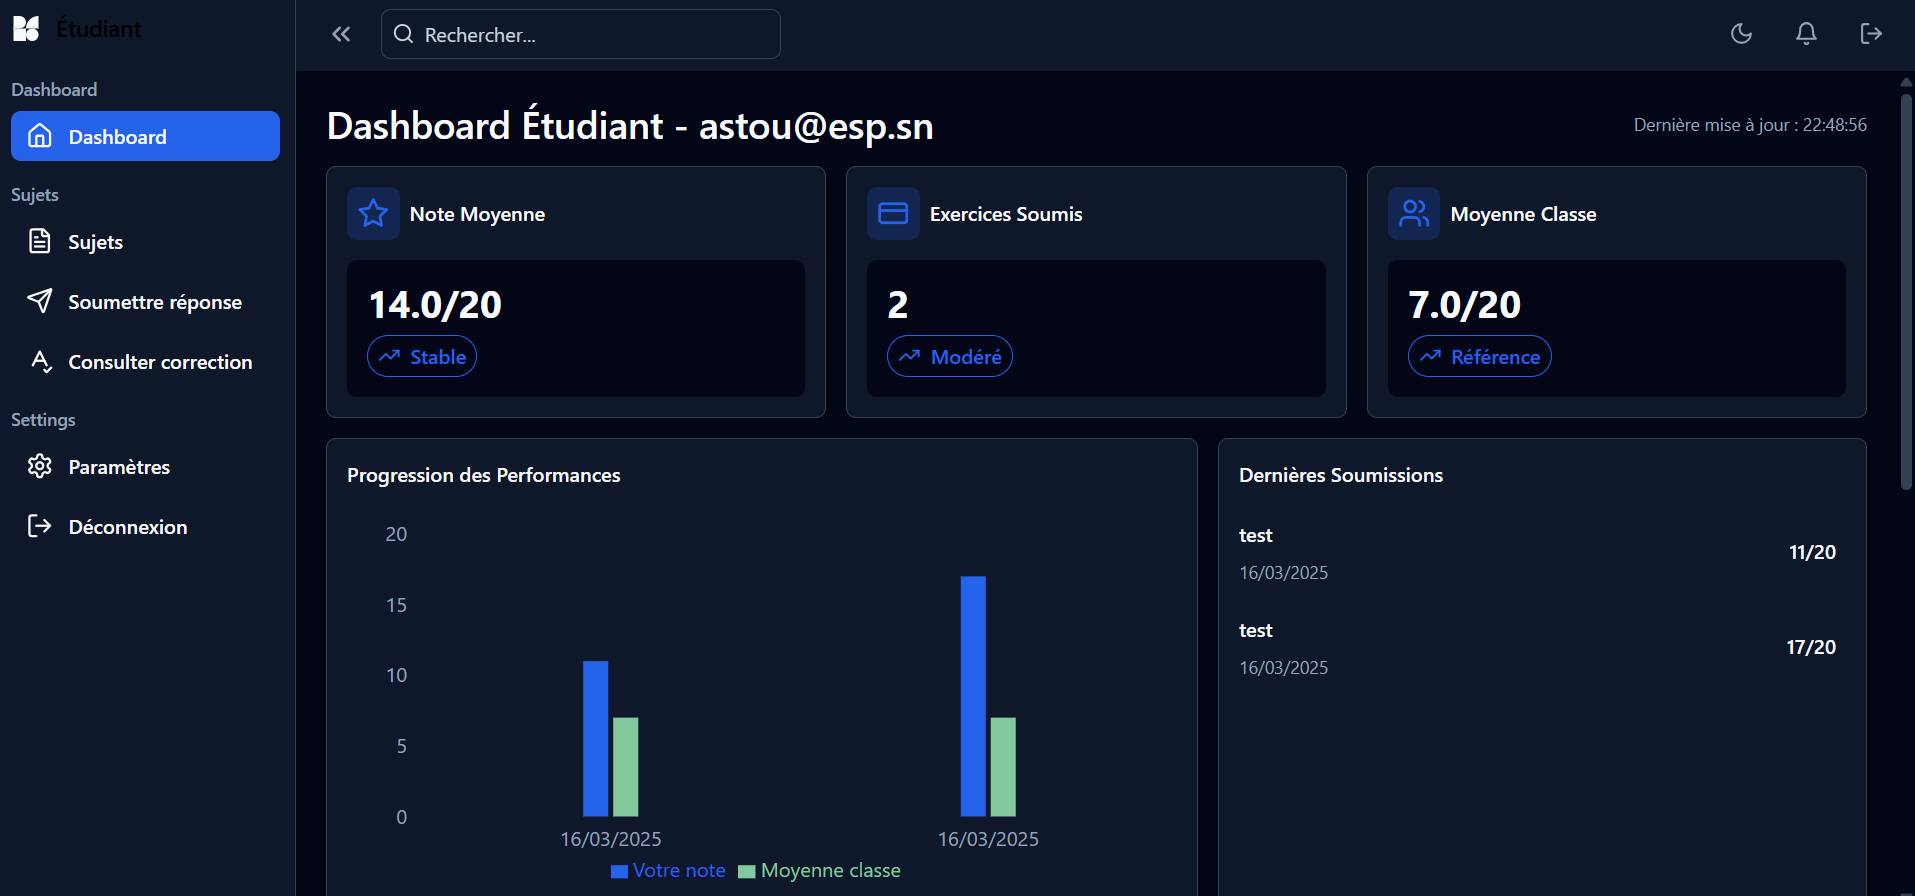 Étudiant
Dashboard
Dashboard
Sujets
Sujets
Soumettre réponse
Consulter correction
Settings
Paramètres
Déconnexion
Rechercher...
Dashboard Étudiant - astou@esp.sn
Dernière mise à jour : 22:48:56
Note Moyenne
14.0/20
Stable
Exercices Soumis
2
Modéré
Moyenne Classe
7.0/20
Référence
Progression des Performances
20
15
10
5
0
16/03/2025
16/03/2025
Votre note
Moyenne classe
Dernières Soumissions
test
16/03/2025
11/20
test
16/03/2025
17/20